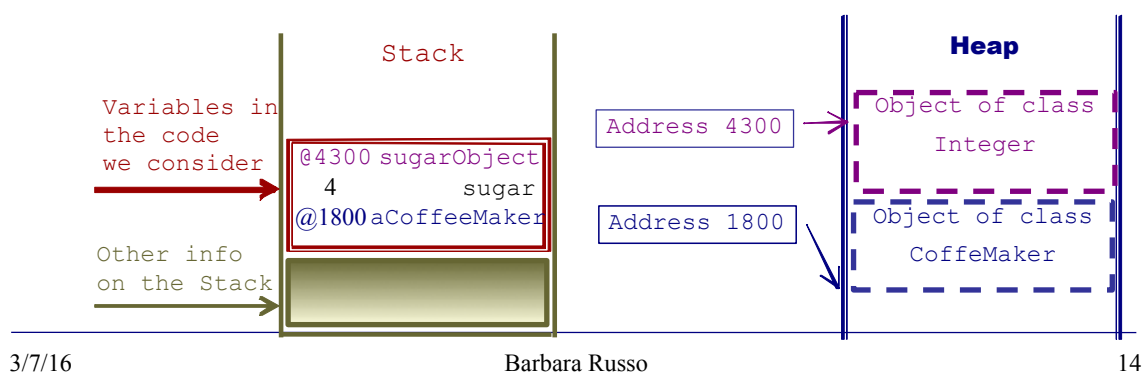 Stack
Variables in
the code
we consider
@4300 sugarObject
4 sugar
@1800 aCoffeeMaker
Other info
on the Stack
Heap
Address 4300
Object of class
Integer
Address 1800
Object of class
CoffeMaker
3/7/16 Barbara Russo 14